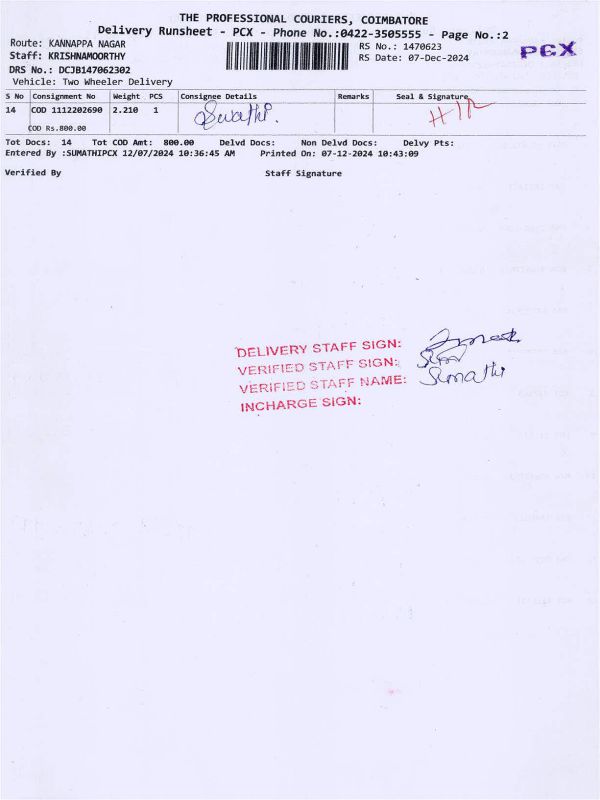 THE PROFESSIONAL COURIERS, COIMBATORE
Delivery Runsheet - PCX - Phone No.:0422-3505555 - Page No.:2
Route: KANNAPPA NAGAR
RS No.: 1470623
PCX
Staff: KRISHNAMOORTHY
RS Date: 07-Dec-2024
DRS No.: DCJB147062302
Vehicle: Two Wheeler Delivery
S No Consignment No Weight PCS Consignee Details Remarks Seal & Signature
14 COD 1112202690 2.210 1 Swathi.
COD Rs.800.00
Tot Docs: 14 Tot COD Amt: 800.00 Delvd Docs: Non Delvd Docs: Delvy Pts:
Entered By :SUMATHIPCX 12/07/2024 10:36:45 AM Printed On: 07-12-2024 10:43:09
Verified By Staff Signature
DELIVERY STAFF SIGN:
VERIFIED STAFF SIGN:
VERIFIED STAFF NAME: Sumathi
INCHARGE SIGN: